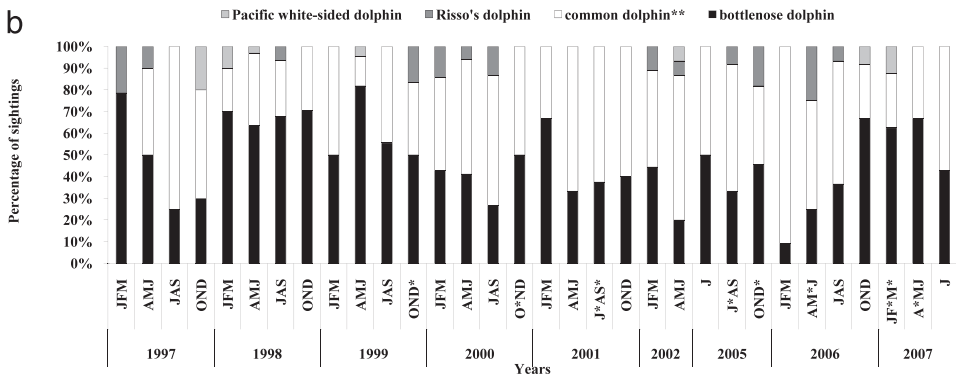 b
Pacific white-sided dolphin Risso's dolphin common dolphin** bottlenose dolphin
100%
90%
80%
70%
60%
50%
40%
30%
20%
10%
0%
Percentage of sightings
JFM AMJ JAS OND JFM AMJ JAS OND JFM AMJ JAS OND* JFM AMJ JAS O*ND JFM AMJ J*AS* OND JFM AMJ J J*AS OND* JFM AM*J JAS OND JF*M* A*MJ J
1997 1998 1999 2000 2001 2002 2005 2006 2007
Years